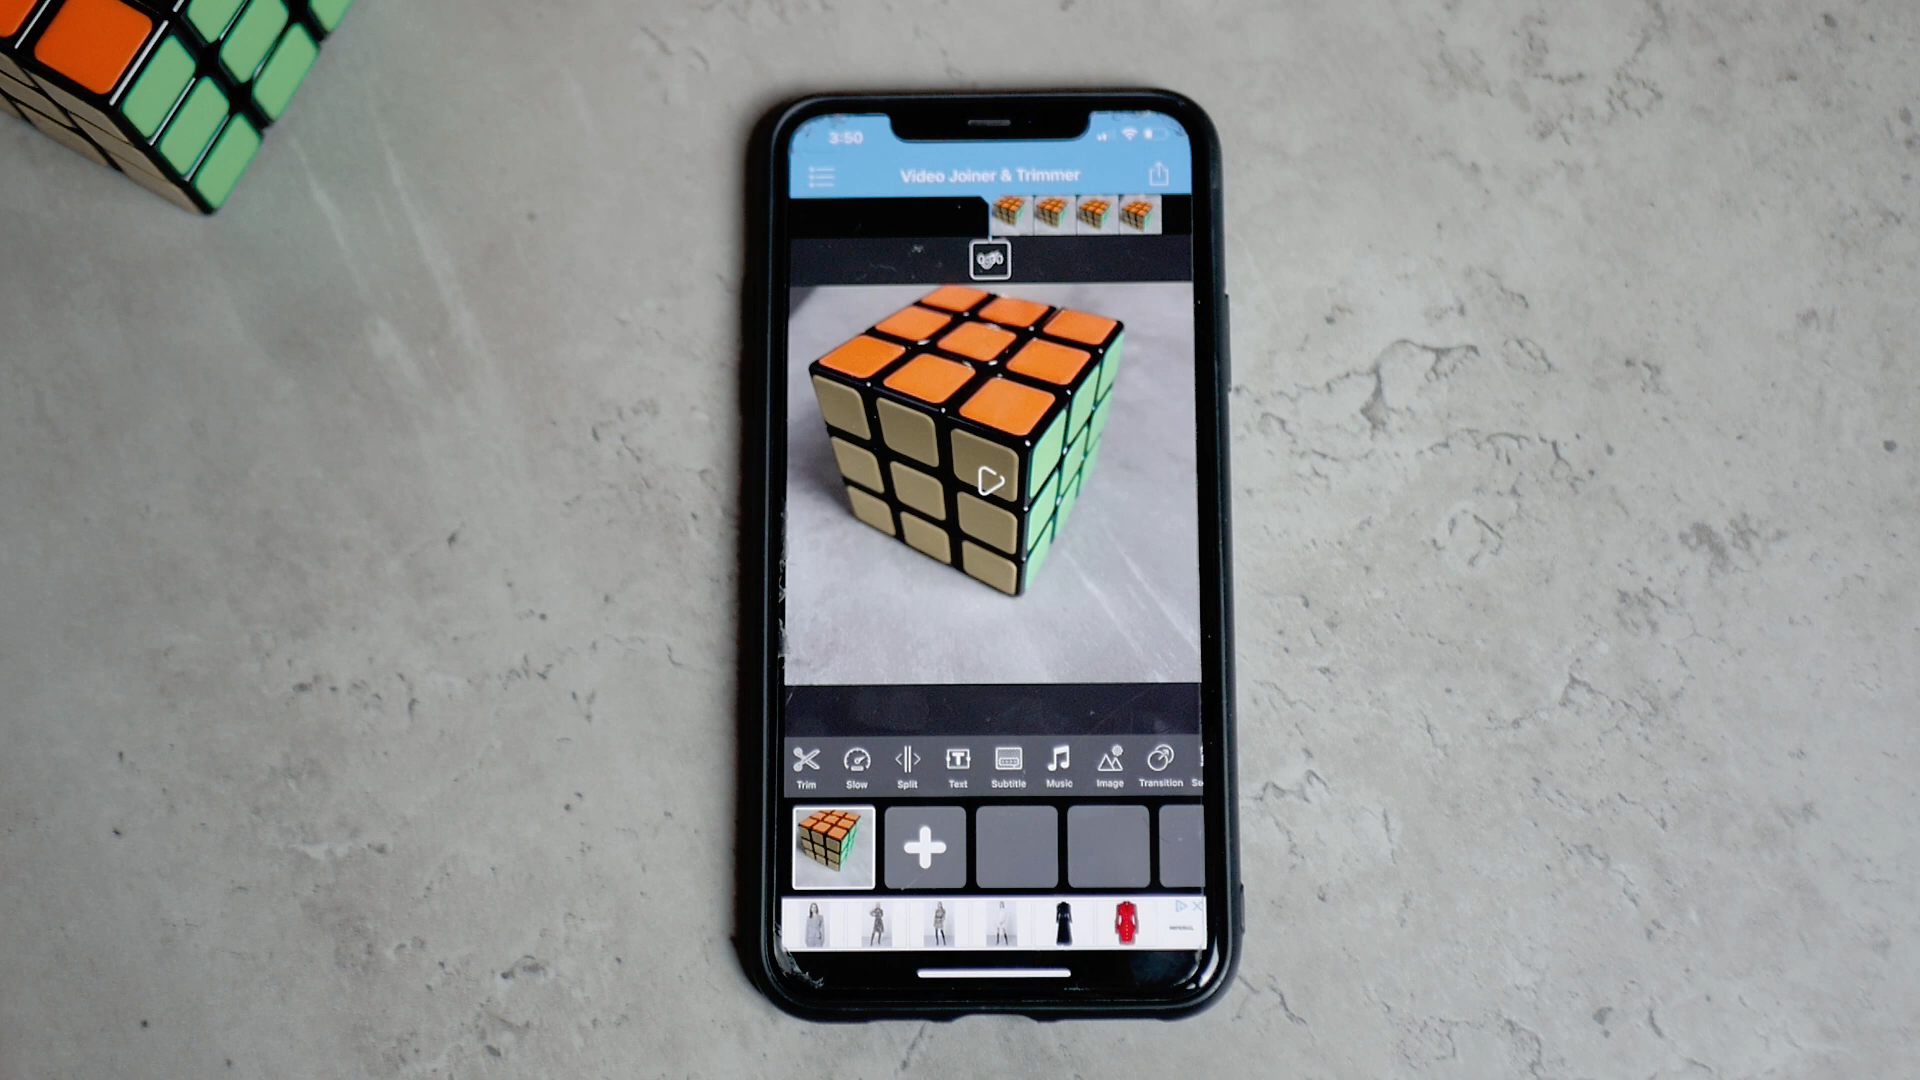 3:50
Video Joiner & Trimmer
Trim Slow Split Text Subtitle Music Image Transition